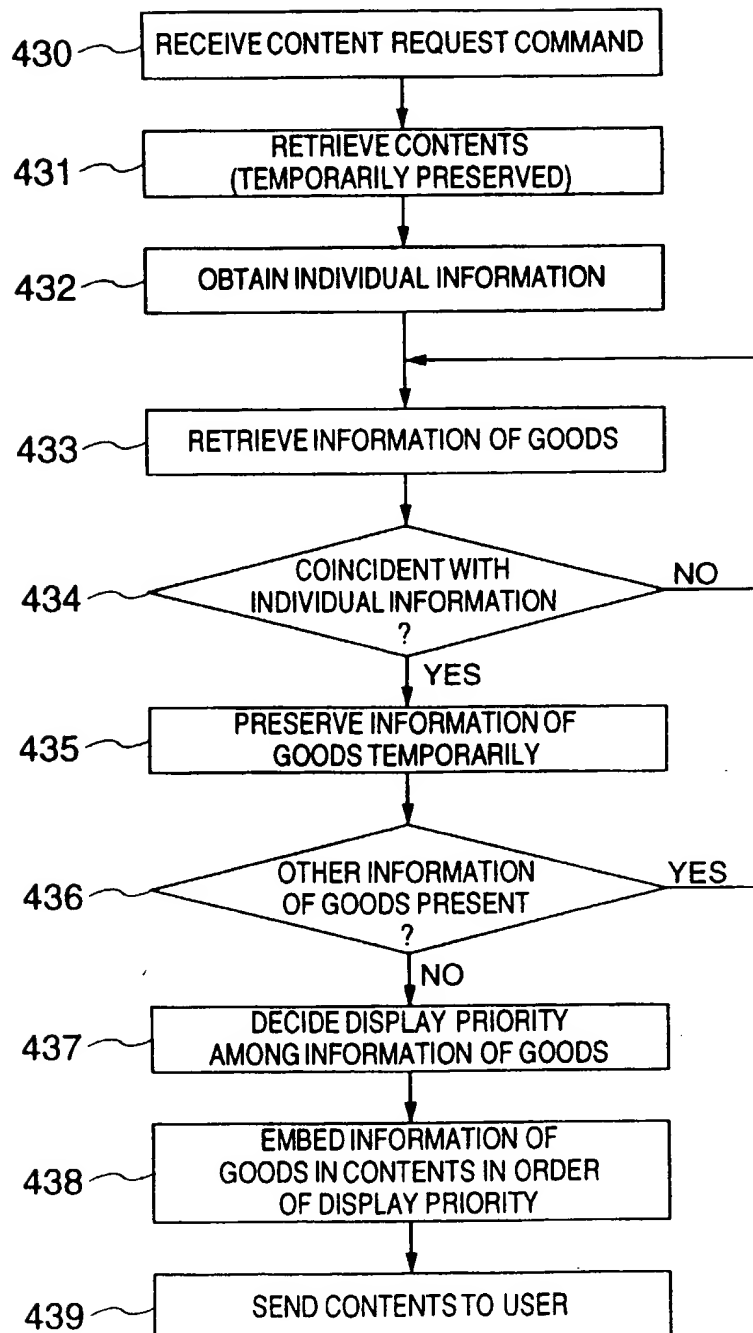 430
RECEIVE CONTENT REQUEST COMMAND
431
RETRIEVE CONTENTS
(TEMPORARILY PRESERVED)
432
OBTAIN INDIVIDUAL INFORMATION
433
RETRIEVE INFORMATION OF GOODS
434
COINCIDENT WITH
INDIVIDUAL INFORMATION
?
NO
YES
435
PRESERVE INFORMATION OF
GOODS TEMPORARILY
436
OTHER INFORMATION
OF GOODS PRESENT
?
YES
NO
437
DECIDE DISPLAY PRIORITY
AMONG INFORMATION OF GOODS
438
EMBED INFORMATION OF
GOODS IN CONTENTS IN ORDER
OF DISPLAY PRIORITY
439
SEND CONTENTS TO USER